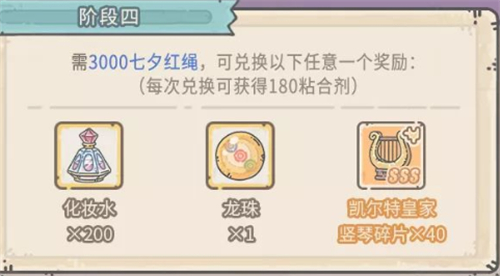 阶段四
需3000七夕红绳，可兑换以下任意一个奖励：
（每次兑换可获得180粘合剂）
SSS
化妆水 龙珠 凯尔特皇家
×200 ×1 竖琴碎片×40